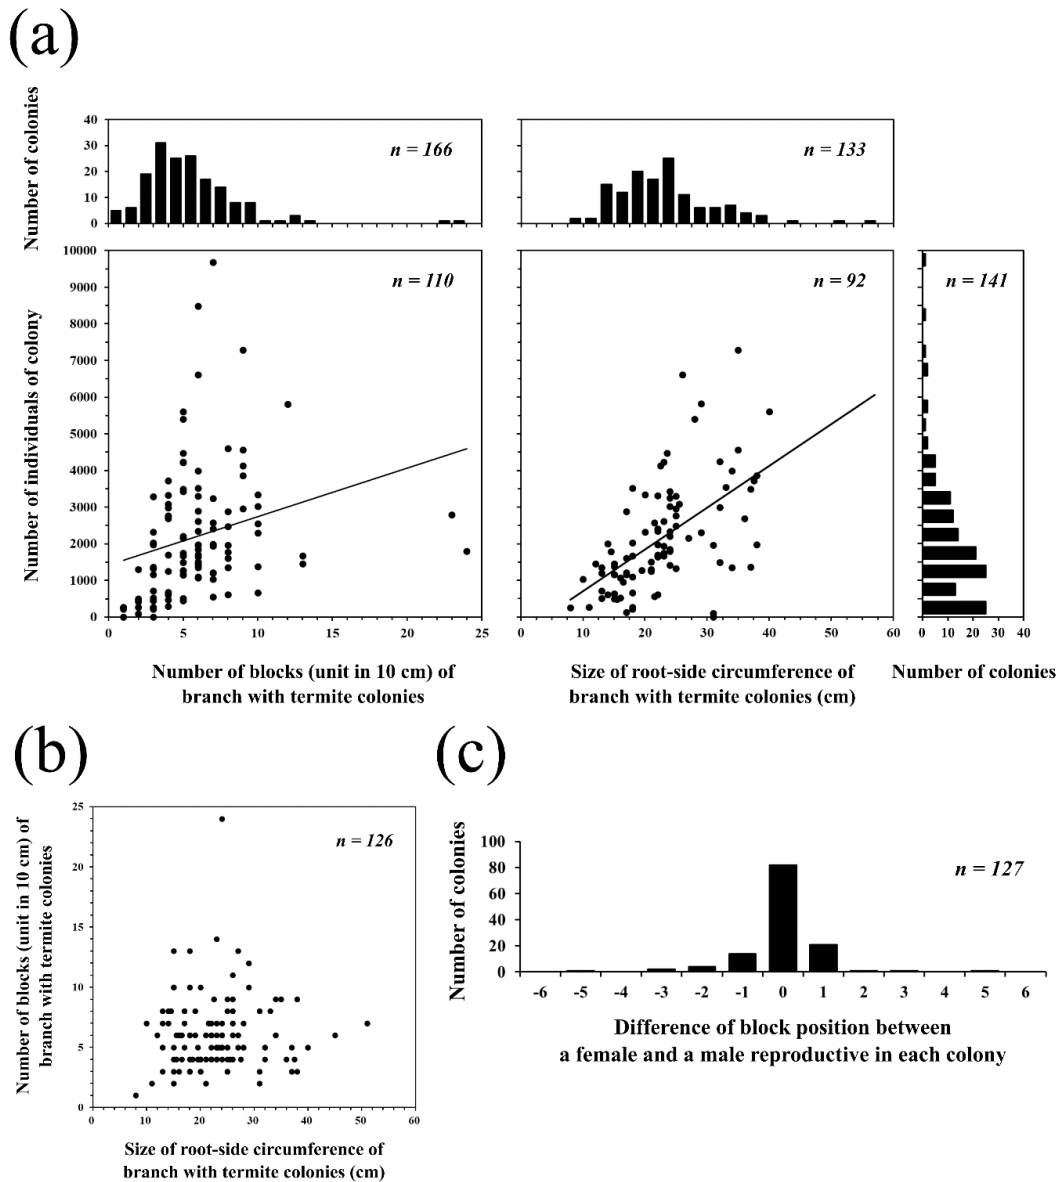 (a)
Number of colonies
40
30
20
10
0
n = 166
n = 133
Number of individuals of colony
10000
9000
8000
7000
6000
5000
4000
3000
2000
1000
0
n = 110
n = 92
n = 141
0 5 10 15 20 25
0 10 20 30 40 50 60
0 10 20 30 40
Number of blocks (unit in 10 cm) of
branch with termite colonies
Size of root-side circumference of
branch with termite colonies (cm)
Number of colonies
(b)
Number of blocks (unit in 10 cm) of
branch with termite colonies
25
20
15
10
5
0
n = 126
0 10 20 30 40 50 60
Size of root-side circumference of
branch with termite colonies (cm)
(c)
Number of colonies
100
80
60
40
20
0
n = 127
-6 -5 -4 -3 -2 -1 0 1 2 3 4 5 6
Difference of block position between
a female and a male reproductive in each colony